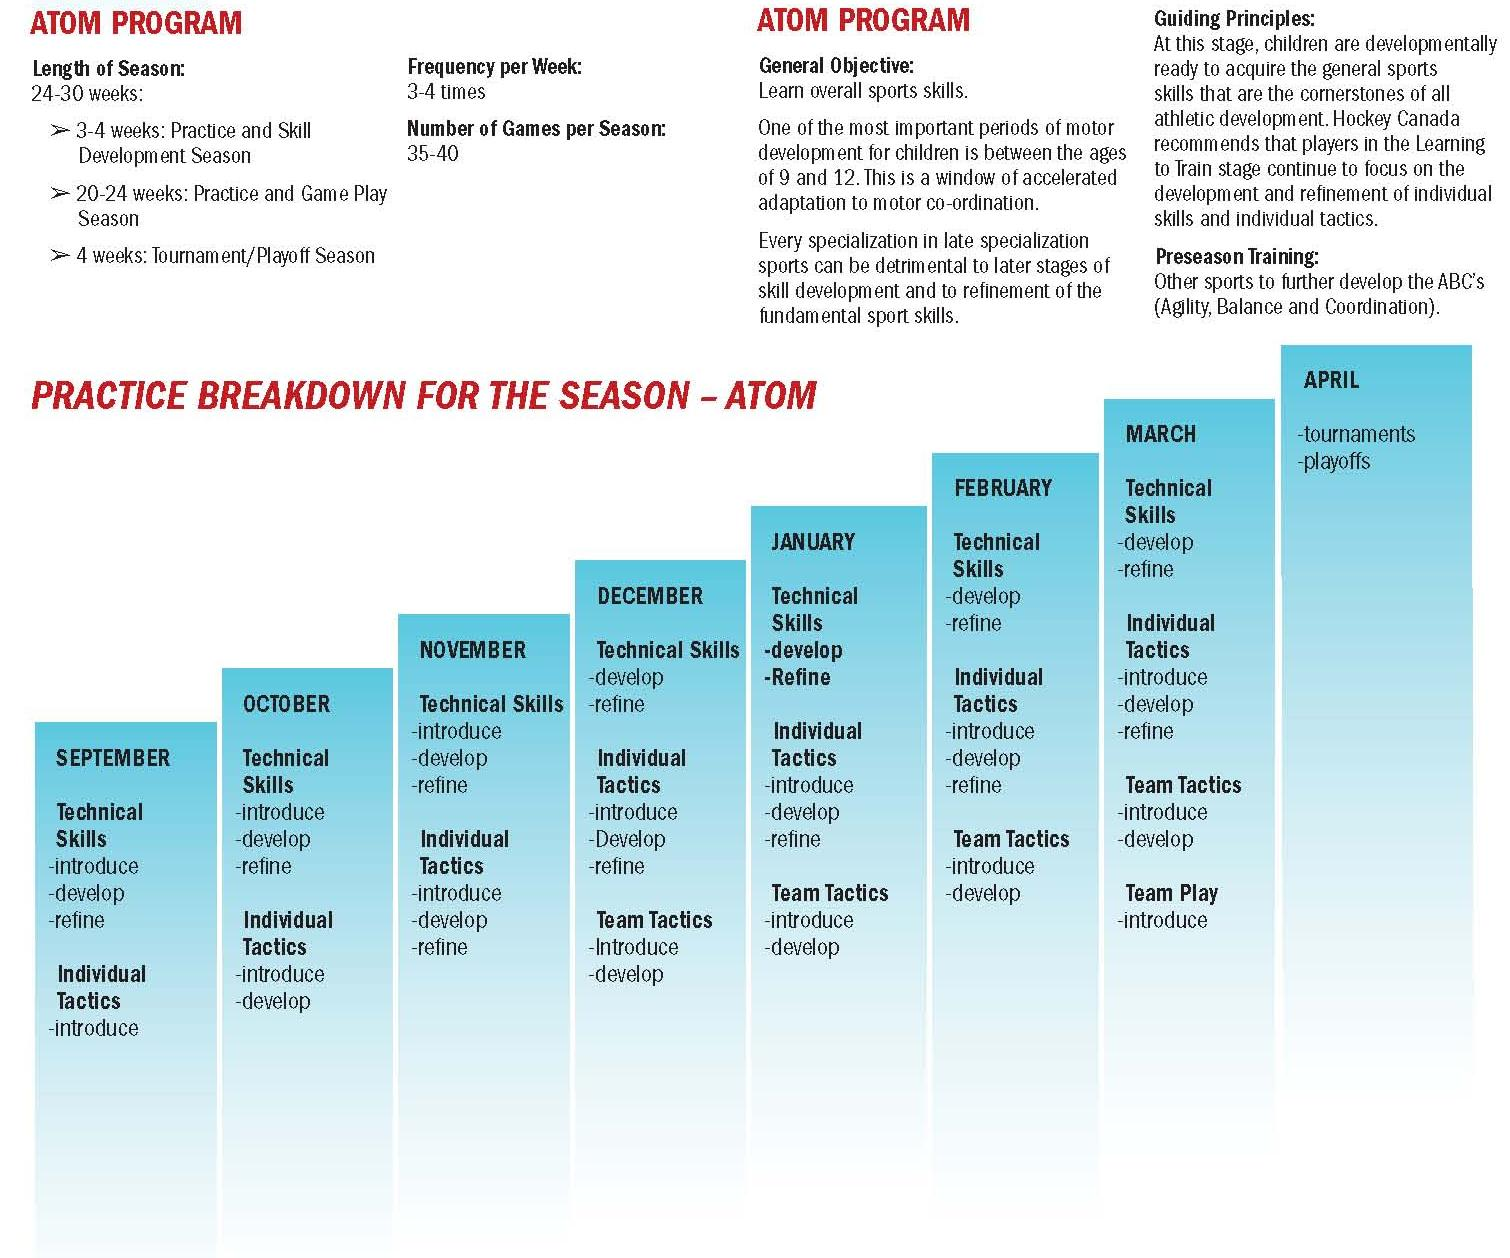 ATOM PROGRAM
Length of Season:
24-30 weeks:
➢ 3-4 weeks: Practice and Skill
Development Season
➢ 20-24 weeks: Practice and Game Play
Season
➢ 4 weeks: Tournament/Playoff Season
Frequency per Week:
3-4 times
Number of Games per Season:
35-40
ATOM PROGRAM
General Objective:
Learn overall sports skills.
One of the most important periods of motor
development for children is between the ages
of 9 and 12. This is a window of accelerated
adaptation to motor co-ordination.
Every specialization in late specialization
sports can be detrimental to later stages of
skill development and to refinement of the
fundamental sport skills.
Guiding Principles:
At this stage, children are developmentally
ready to acquire the general sports
skills that are the cornerstones of all
athletic development. Hockey Canada
recommends that players in the Learning
to Train stage continue to focus on the
development and refinement of individual
skills and individual tactics.
Preseason Training:
Other sports to further develop the ABC's
(Agility, Balance and Coordination).
PRACTICE BREAKDOWN FOR THE SEASON – ATOM
SEPTEMBER
Technical
Skills
-introduce
-develop
-refine
Individual
Tactics
-introduce
OCTOBER
Technical
Skills
-introduce
-develop
-refine
Individual
Tactics
-introduce
-develop
NOVEMBER
Technical Skills
-introduce
-develop
-refine
Individual
Tactics
-introduce
-develop
-refine
DECEMBER
Technical Skills
-develop
-refine
Individual
Tactics
-introduce
-Develop
-refine
Team Tactics
-Introduce
-develop
JANUARY
Technical
Skills
-develop
-Refine
Individual
Tactics
-introduce
-develop
-refine
Team Tactics
-introduce
-develop
FEBRUARY
Technical
Skills
-develop
-refine
Individual
Tactics
-introduce
-develop
-refine
Team Tactics
-introduce
-develop
MARCH
Technical
Skills
-develop
-refine
Individual
Tactics
-introduce
-develop
-refine
Team Tactics
-introduce
-develop
Team Play
-introduce
APRIL
-tournaments
-playoffs